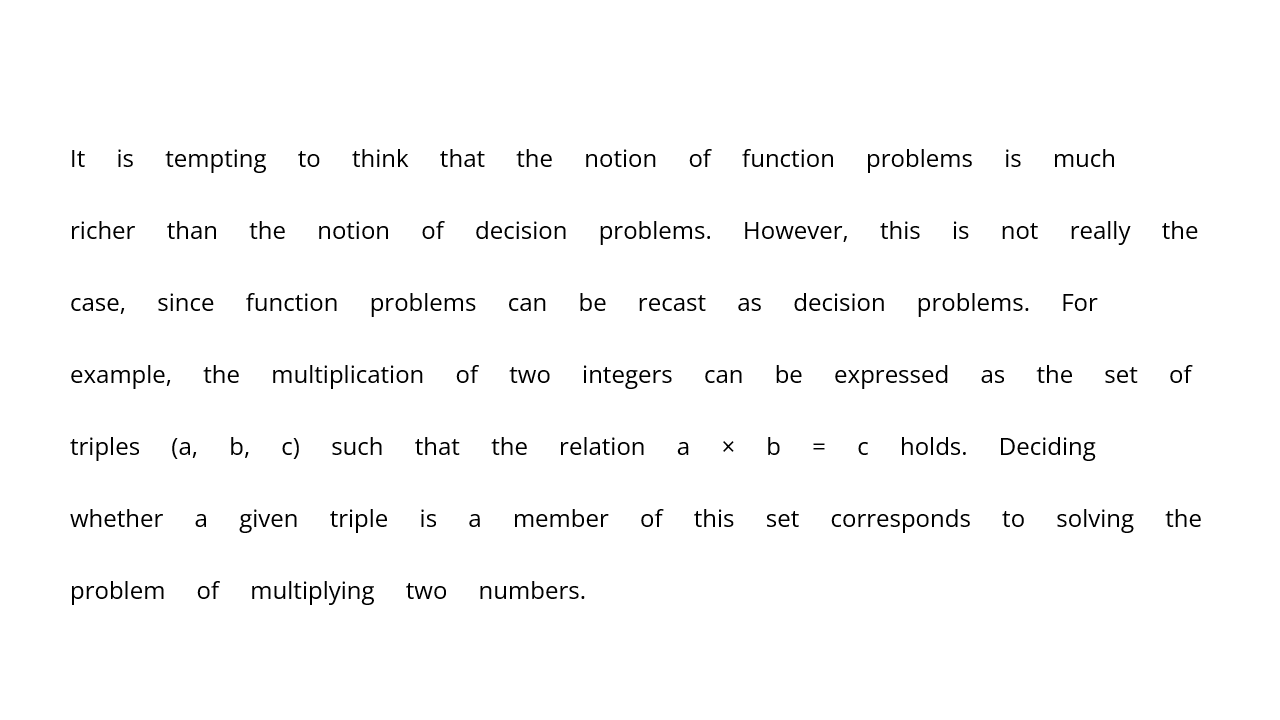 It is tempting to think that the notion of function problems is much
richer than the notion of decision problems. However, this is not really the
case, since function problems can be recast as decision problems. For
example, the multiplication of two integers can be expressed as the set of
triples (a, b, c) such that the relation a × b = c holds. Deciding
whether a given triple is a member of this set corresponds to solving the
problem of multiplying two numbers.